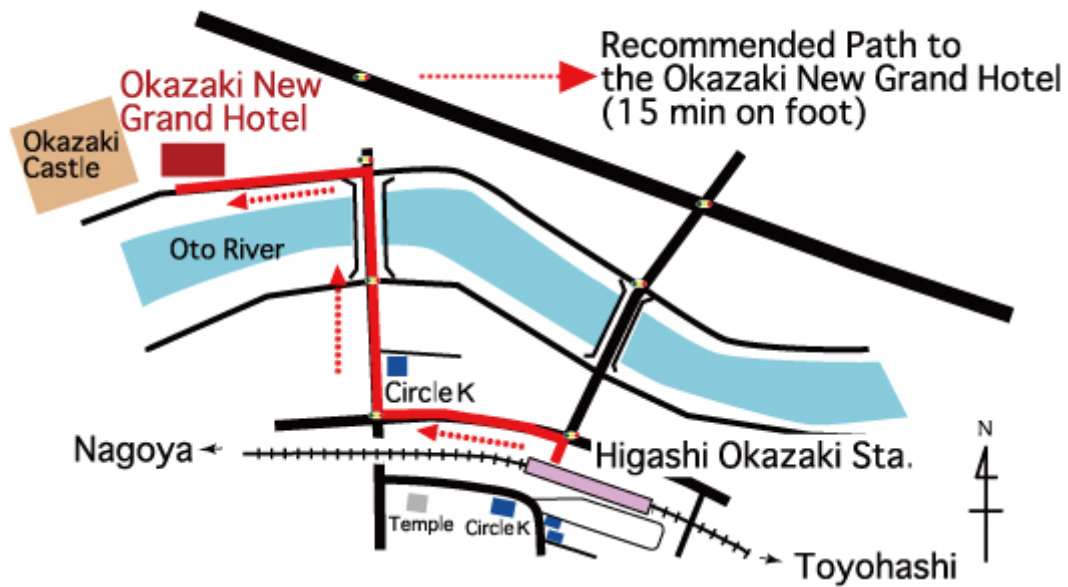 Recommended Path to
the Okazaki New Grand Hotel
(15 min on foot)
Okazaki New
Grand Hotel
Okazaki
Castle
Oto River
Circle K
Nagoya
Higashi Okazaki Sta.
N
Temple
Circle K
Toyohashi